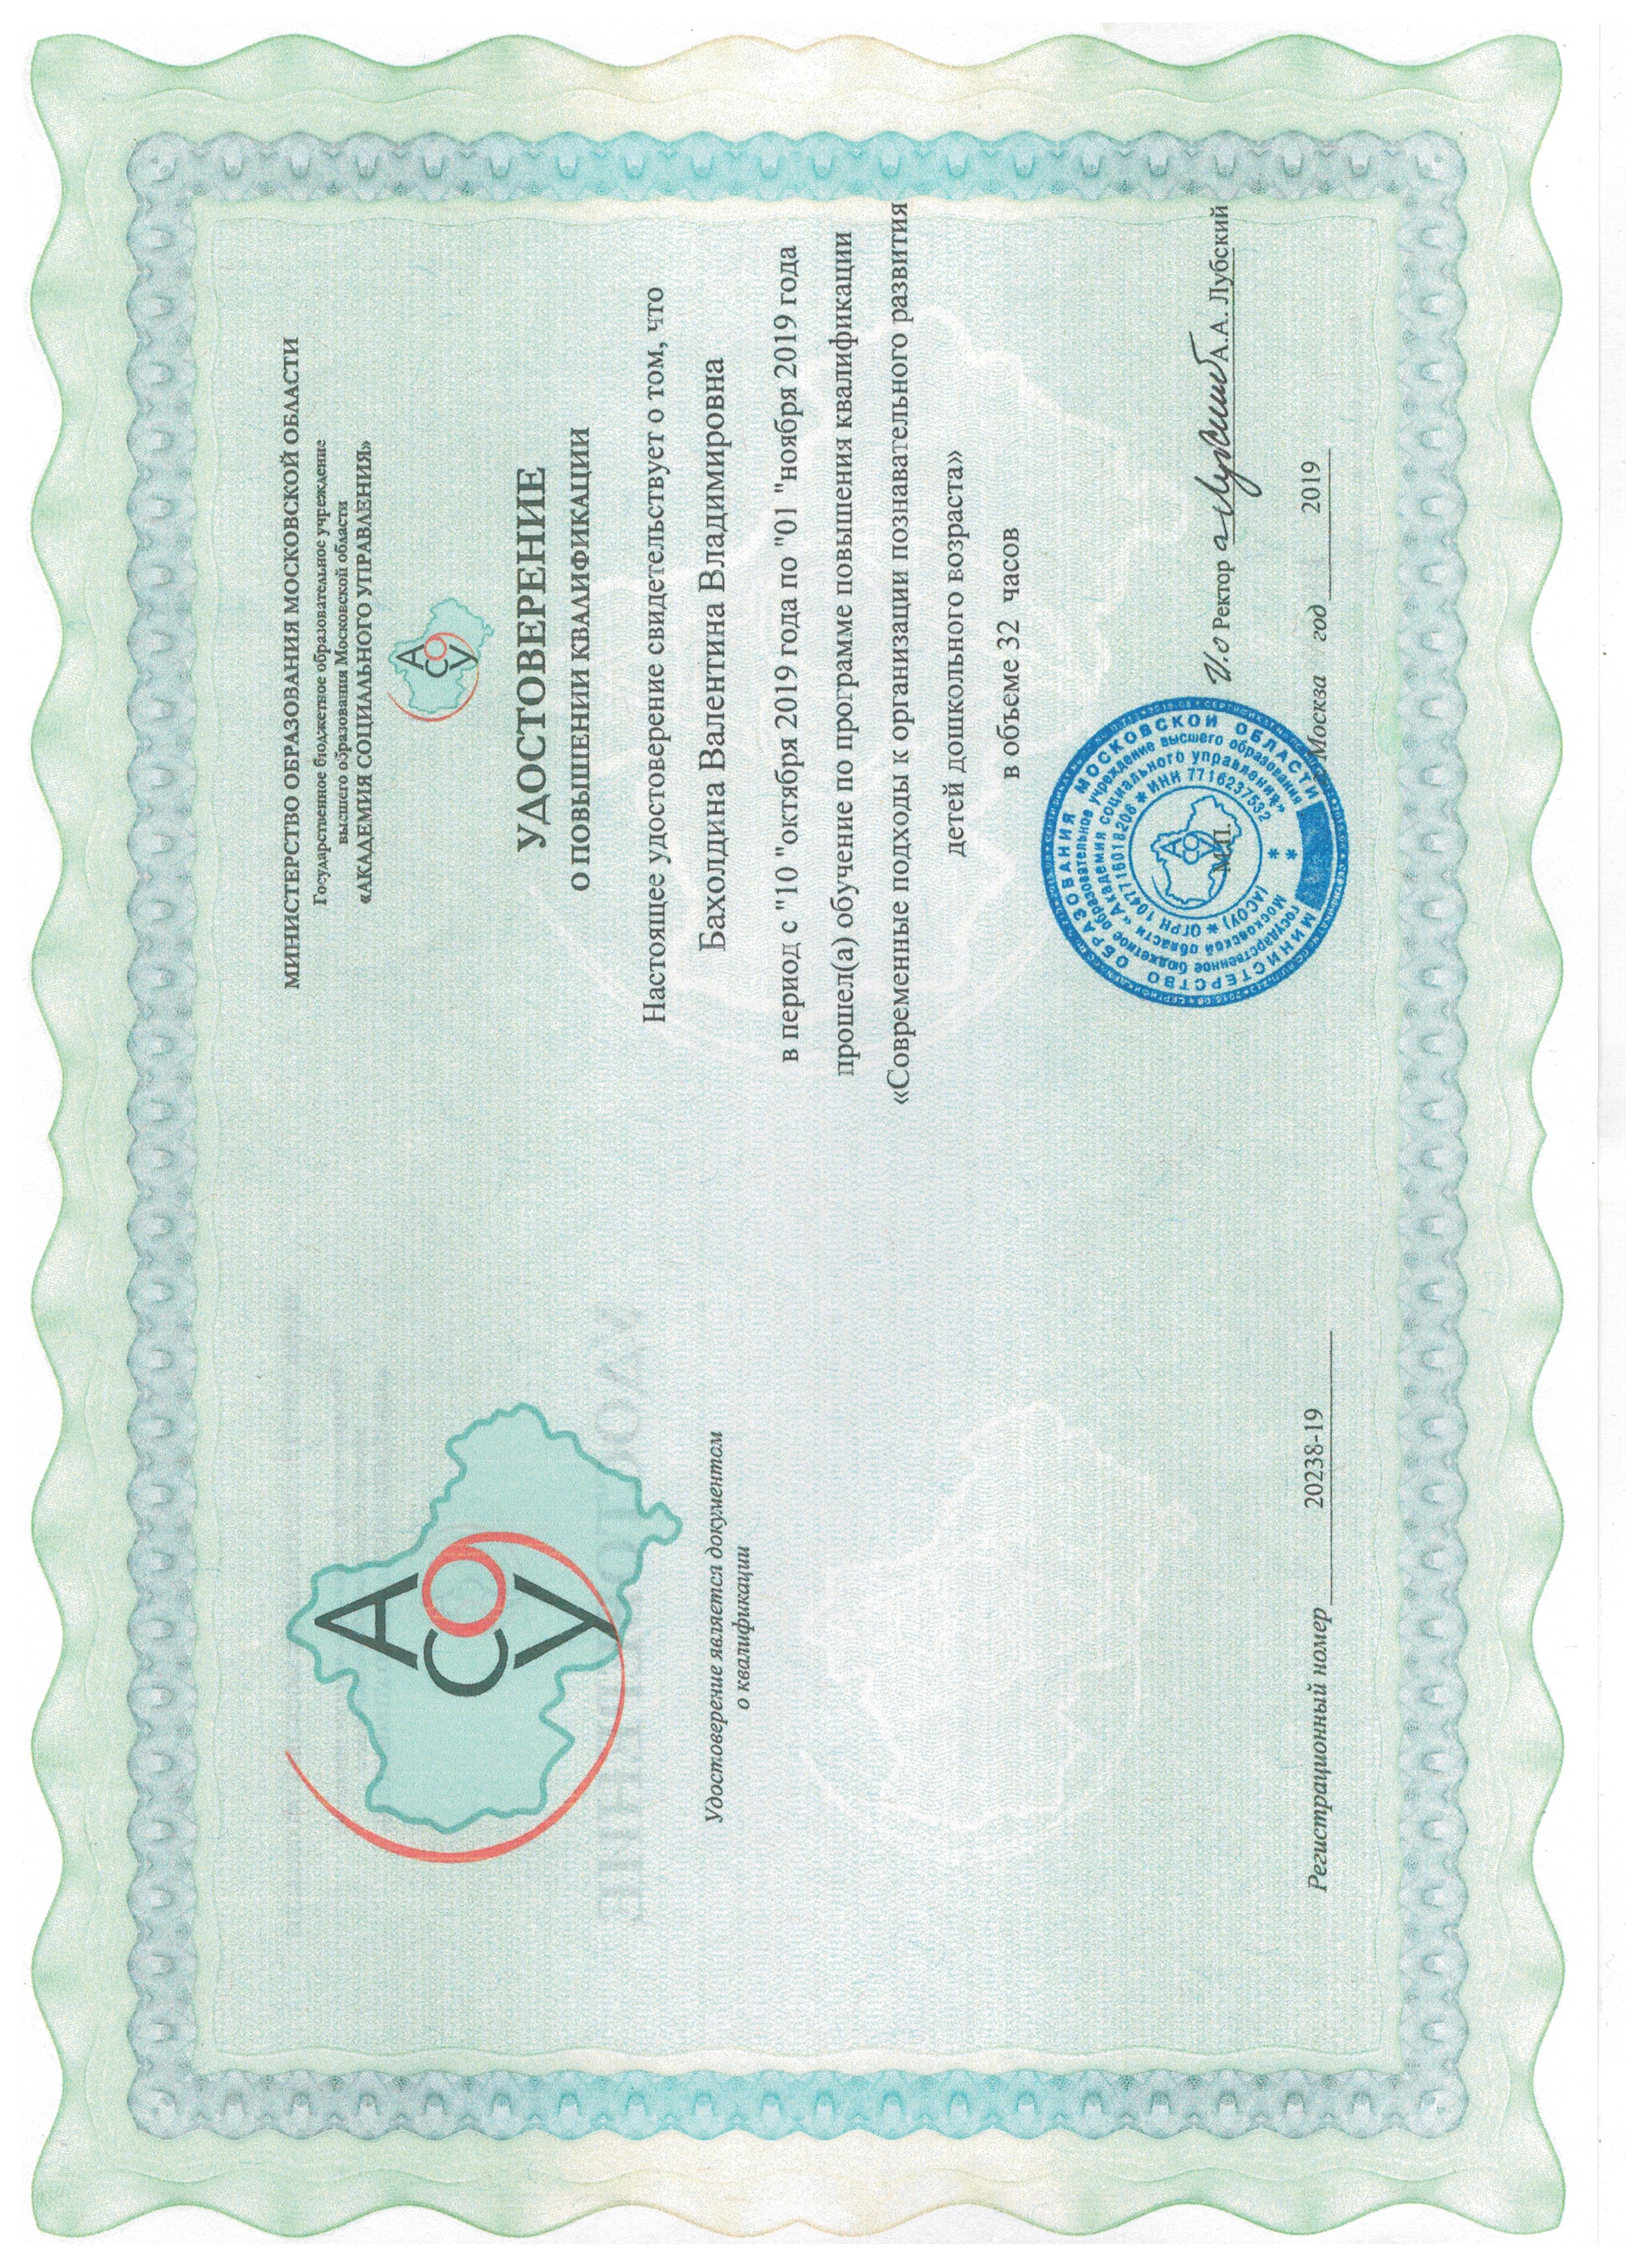 А
СО
У
Удостоверение является документом
о квалификации
Регистрационный номер 20238-19
МИНИСТЕРСТВО ОБРАЗОВАНИЯ МОСКОВСКОЙ ОБЛАСТИ
Государственное бюджетное образовательное учреждение
высшего образования Московской области
«АКАДЕМИЯ СОЦИАЛЬНОГО УПРАВЛЕНИЯ»
А
СО
У
УДОСТОВЕРЕНИЕ
О ПОВЫШЕНИИ КВАЛИФИКАЦИИ
Настоящее удостоверение свидетельствует о том, что
Бахолдина Валентина Владимировна
в период с "10 "октября 2019 года по "01 "ноября 2019 года
прошел(а) обучение по программе повышения квалификации
«Современные подходы к организации познавательного развития
детей дошкольного возраста»
в объеме 32 часов
МИНИСТЕРСТВО ОБРАЗОВАНИЯ МОСКОВСКОЙ ОБЛАСТИ
Государственное бюджетное образовательное учреждение высшего образования
Московской области «Академия социального управления»
(АСОУ) * ОГРН 1047716018206 * ИНН 7716237532
А
СО
У
М.П.
И.о Ректор А.А. Лубский
Москва год 2019